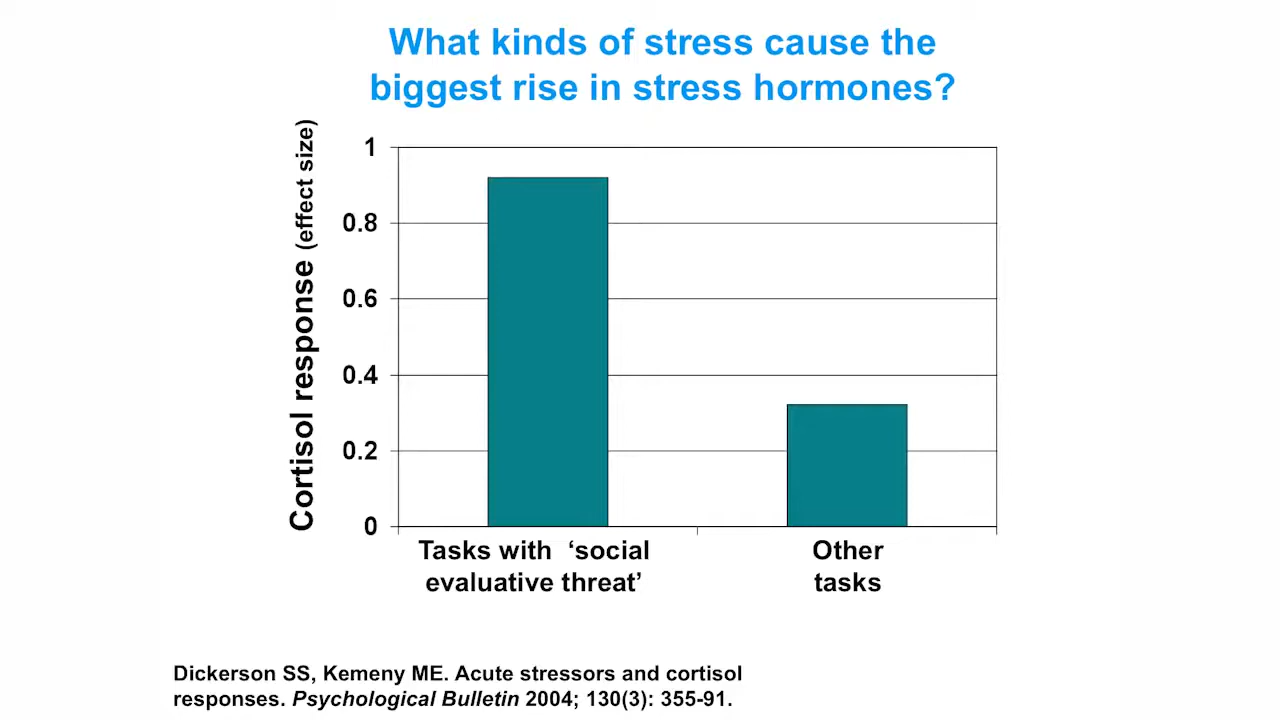 What kinds of stress cause the
biggest rise in stress hormones?
Cortisol response (effect size)
1
0.8
0.6
0.4
0.2
0
Tasks with ‘social
evaluative threat’
Other
tasks
Dickerson SS, Kemeny ME. Acute stressors and cortisol
responses. Psychological Bulletin 2004; 130(3): 355-91.